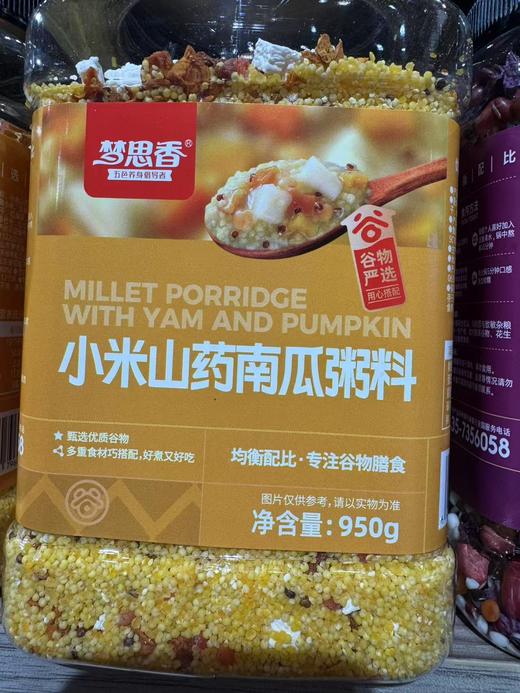 梦思香®
五色养身倡导者
谷物
严选
用心搭配
MILLET PORRIDGE
WITH YAM AND PUMPKIN
小米山药南瓜粥料
甄选优质谷物
多重食材巧搭配，好煮又好吃
均衡配比·专注谷物膳食
图片仅供参考，请以实物为准
净含量：950g
配比
7356058